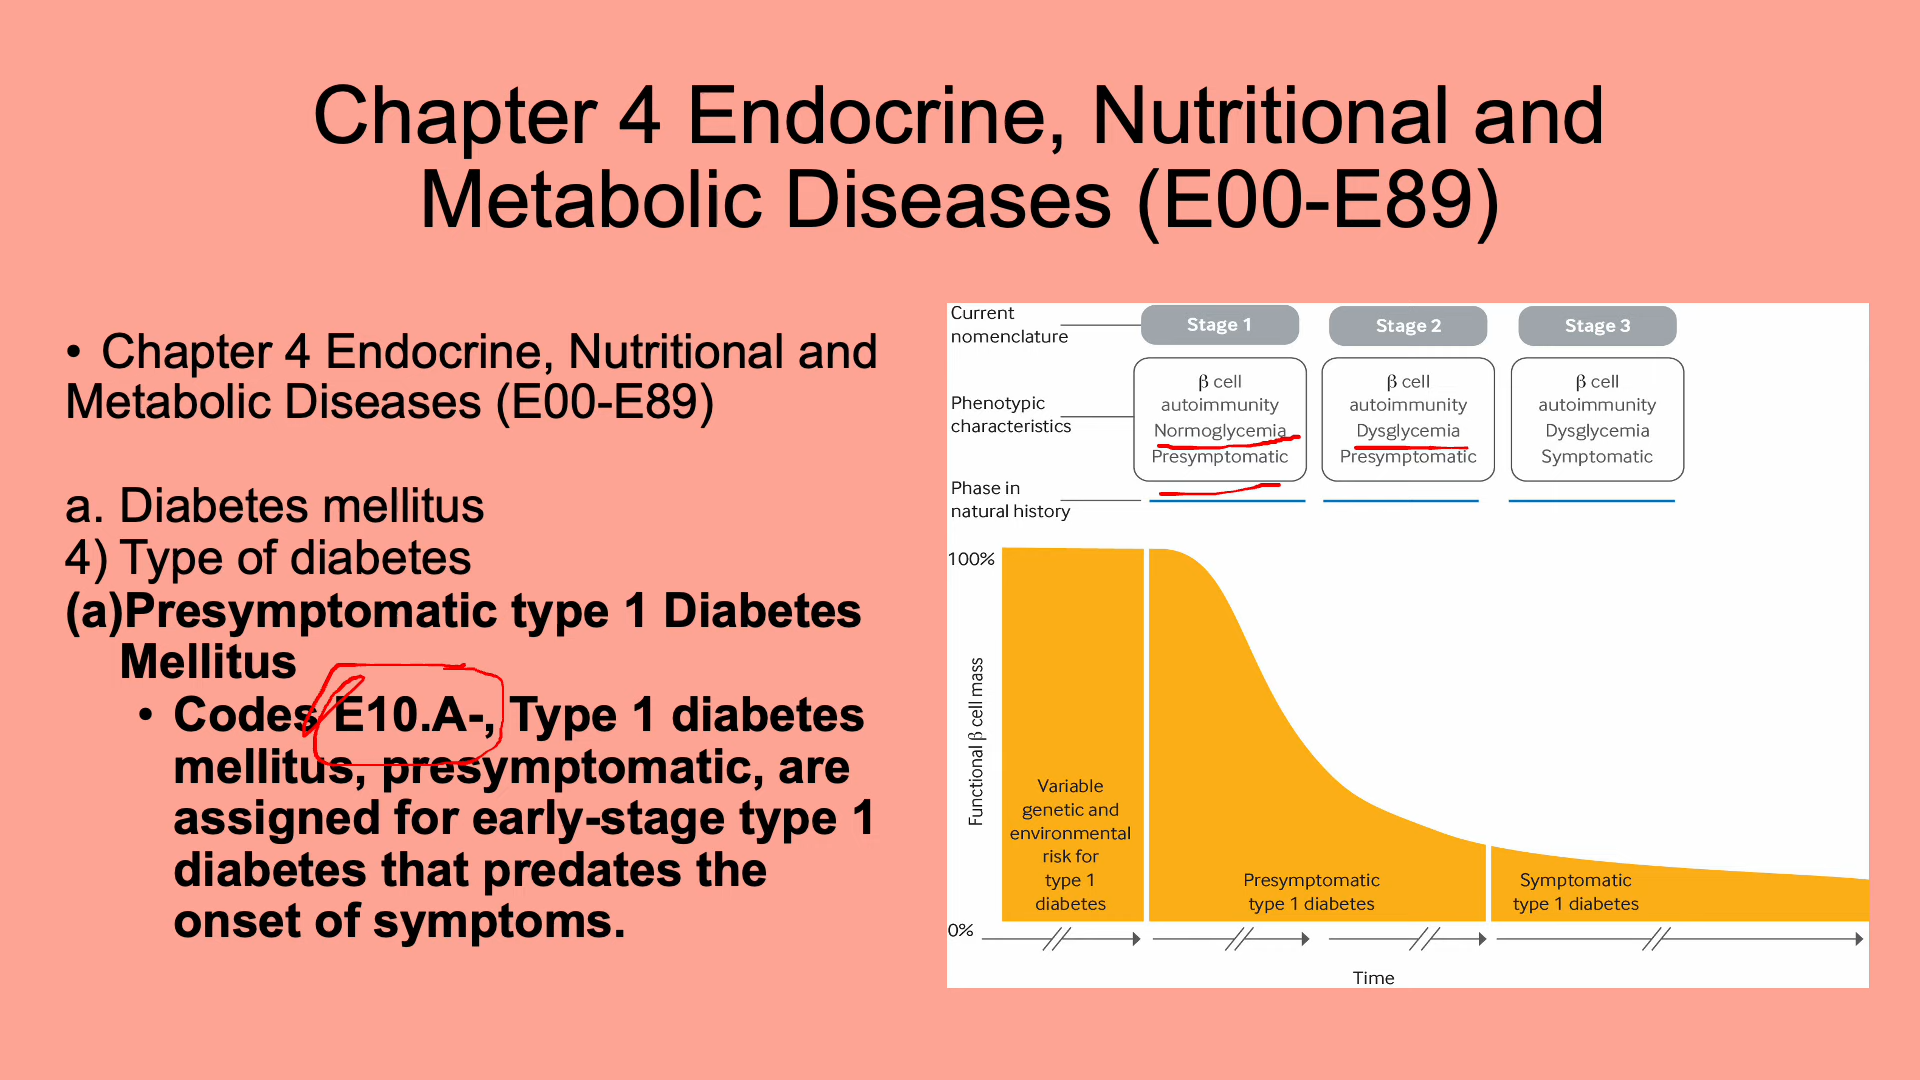 Chapter 4 Endocrine, Nutritional and
Metabolic Diseases (E00-E89)
• Chapter 4 Endocrine, Nutritional and
Metabolic Diseases (E00-E89)
a. Diabetes mellitus
4) Type of diabetes
(a)Presymptomatic type 1 Diabetes
Mellitus
• Codes E10.A-, Type 1 diabetes
mellitus, presymptomatic, are
assigned for early-stage type 1
diabetes that predates the
onset of symptoms.
Current
nomenclature
Stage 1
Stage 2
Stage 3
Phenotypic
characteristics
β cell
autoimmunity
Normoglycemia
Presymptomatic
β cell
autoimmunity
Dysglycemia
Presymptomatic
β cell
autoimmunity
Dysglycemia
Symptomatic
Phase in
natural history
100%
Functional β cell mass
0%
Variable
genetic and
environmental
risk for
type 1
diabetes
Presymptomatic
type 1 diabetes
Symptomatic
type 1 diabetes
Time